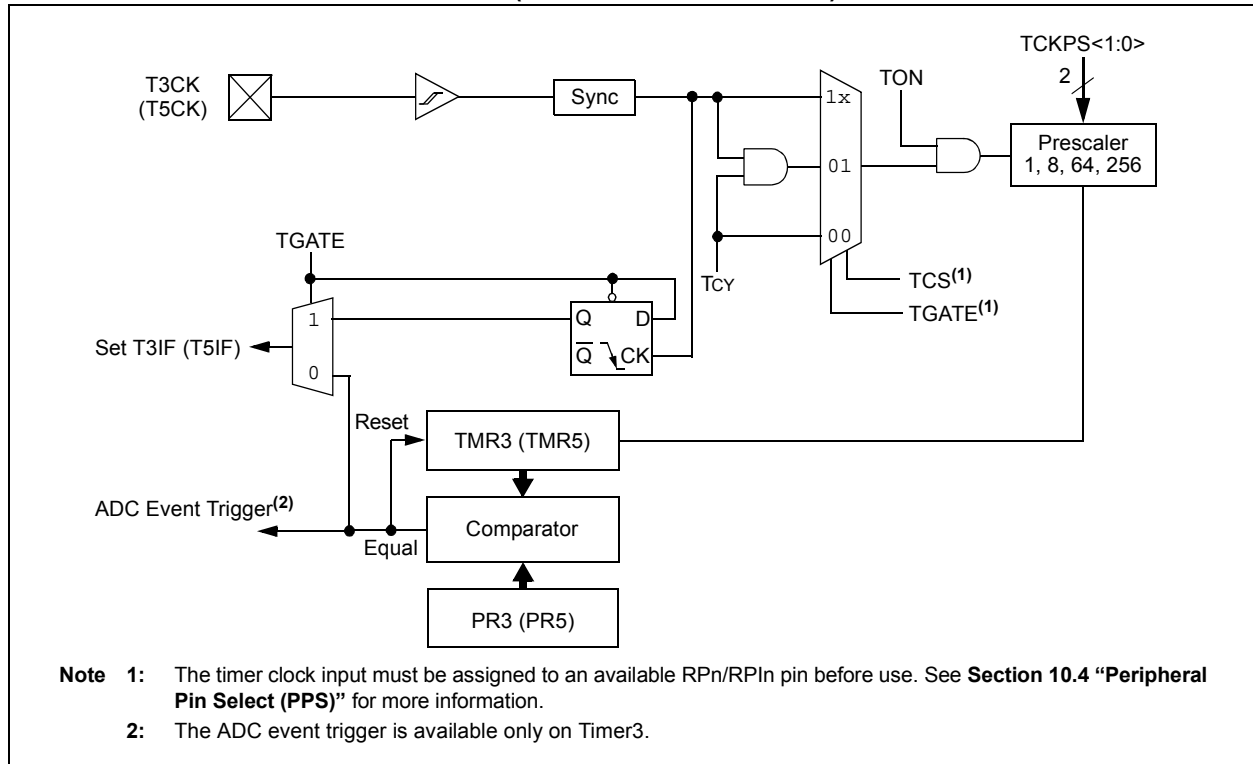 TCKPS<1:0>
T3CK
(T5CK)
Sync
1x
TON
2
Prescaler
1, 8, 64, 256
01
00
TGATE
TCY
TCS(1)
TGATE(1)
1
Q D
Q CK
Set T3IF (T5IF)
0
Reset
TMR3 (TMR5)
ADC Event Trigger(2)
Comparator
Equal
PR3 (PR5)
Note 1: The timer clock input must be assigned to an available RPn/RPIn pin before use. See Section 10.4 “Peripheral
Pin Select (PPS)” for more information.
2: The ADC event trigger is available only on Timer3.